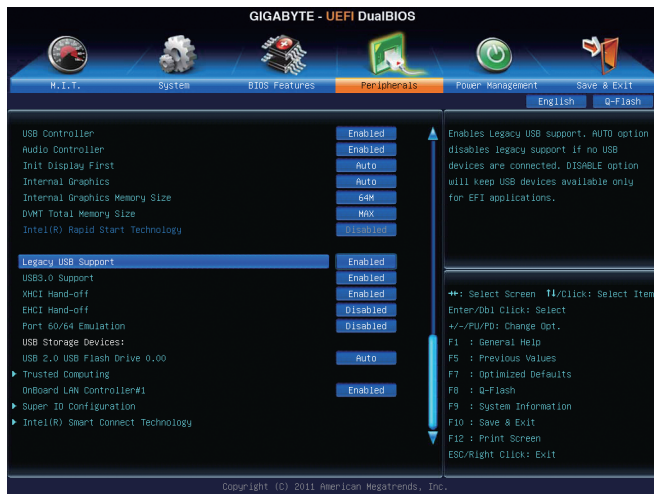 GIGABYTE - UEFI DualBIOS
M.I.T. System BIOS Features Peripherals Power Management Save & Exit
English Q-Flash
USB Controller Enabled
Audio Controller Enabled
Init Display First Auto
Internal Graphics Auto
Internal Graphics Memory Size 64M
DVMT Total Memory Size MAX
Intel(R) Rapid Start Technology Disabled
Legacy USB Support Enabled
USB3.0 Support Enabled
XHCI Hand-off Enabled
EHCI Hand-off Disabled
Port 60/64 Emulation Disabled
USB Storage Devices:
USB 2.0 USB Flash Drive 0.00 Auto
Trusted Computing
OnBoard LAN Controller#1 Enabled
Super IO Configuration
Intel(R) Smart Connect Technology
Enables Legacy USB support. AUTO option
disables legacy support if no USB
devices are connected. DISABLE option
will keep USB devices available only
for EFI applications.
→←: Select Screen ↑↓/Click: Select Item
Enter/Dbl Click: Select
+/-/PU/PD: Change Opt.
F1 : General Help
F5 : Previous Values
F7 : Optimized Defaults
F8 : Q-Flash
F9 : System Information
F10 : Save & Exit
F12 : Print Screen
ESC/Right Click: Exit
Copyright (C) 2011 American Megatrends, Inc.